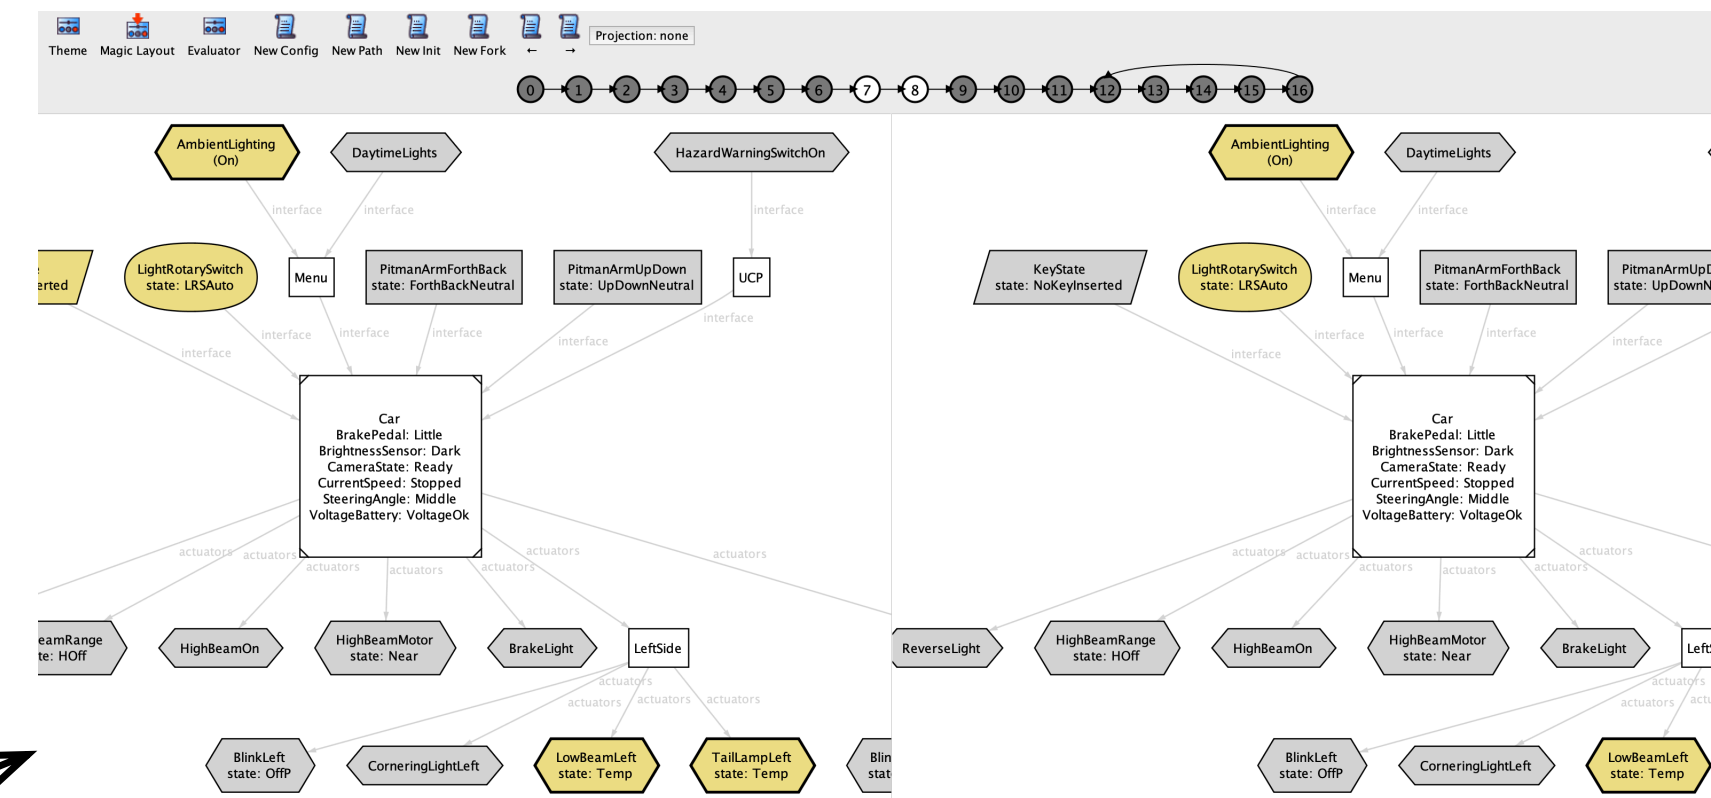 Theme
Magic Layout
Evaluator
New Config
New Path
New Init
New Fork
←
→
Projection: none
0 1 2 3 4 5 6 7 8 9 10 11 12 13 14 15 16
AmbientLighting
(On)
DaytimeLights
HazardWarningSwitchOn
interface
interface
interface
erted
LightRotarySwitch
state: LRSAuto
Menu
PitmanArmForthBack
state: ForthBackNeutral
PitmanArmUpDown
state: UpDownNeutral
UCP
interface
interface
interface
interface
interface
interface
Car
BrakePedal: Little
BrightnessSensor: Dark
CameraState: Ready
CurrentSpeed: Stopped
SteeringAngle: Middle
VoltageBattery: VoltageOk
actuators
actuators
actuators
actuators
actuators
actuators
actuators
eamRange
te: HOff
HighBeamOn
HighBeamMotor
state: Near
BrakeLight
LeftSide
actuators
actuators
actuators
BlinkLeft
state: OffP
CorneringLightLeft
LowBeamLeft
state: Temp
TailLampLeft
state: Temp
Blin
stat
AmbientLighting
(On)
DaytimeLights
interface
interface
KeyState
state: NoKeyInserted
LightRotarySwitch
state: LRSAuto
Menu
PitmanArmForthBack
state: ForthBackNeutral
PitmanArmUpD
state: UpDownN
interface
interface
interface
interface
interface
Car
BrakePedal: Little
BrightnessSensor: Dark
CameraState: Ready
CurrentSpeed: Stopped
SteeringAngle: Middle
VoltageBattery: VoltageOk
actuators
actuators
actuators
actuators
actuators
actuators
ReverseLight
HighBeamRange
state: HOff
HighBeamOn
HighBeamMotor
state: Near
BrakeLight
LeftS
actuators
actuators
actu
BlinkLeft
state: OffP
CorneringLightLeft
LowBeamLeft
state: Temp